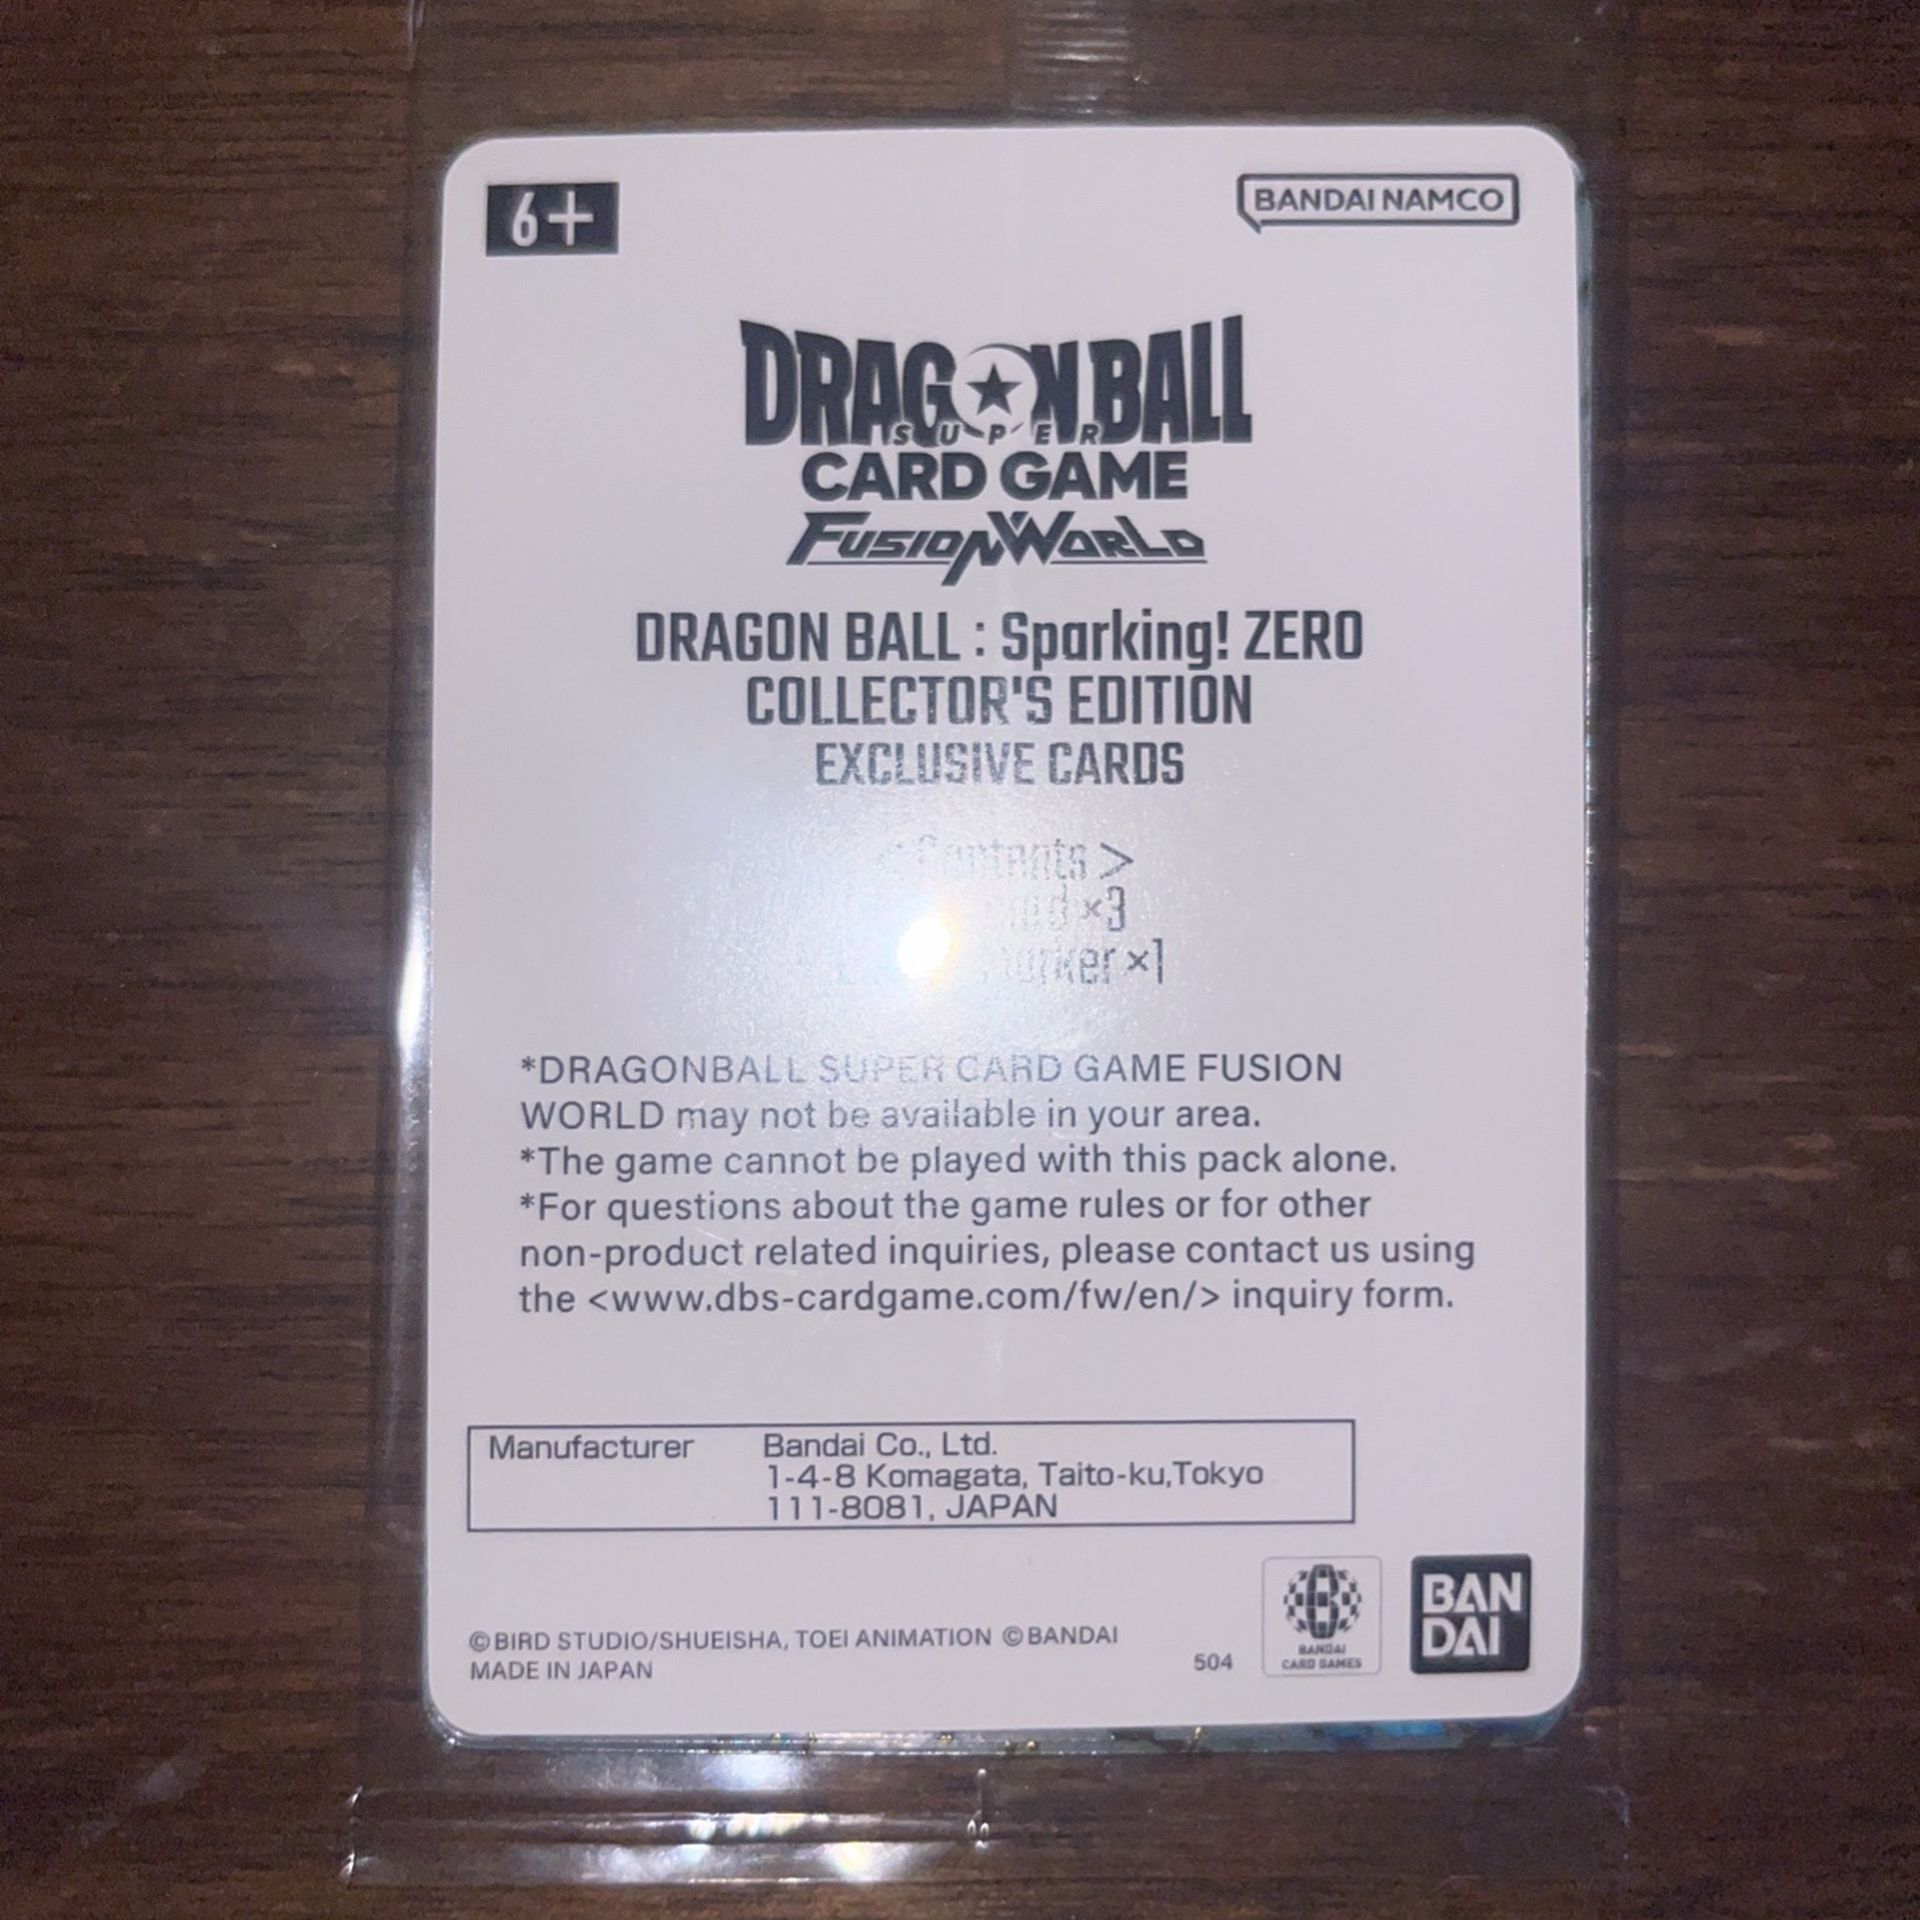 6+
BANDAI NAMCO
DRAGON BALL
SUPER
CARD GAME
FUSION WORLD
DRAGON BALL : Sparking! ZERO
COLLECTOR'S EDITION
EXCLUSIVE CARDS
< Contents >
×3
×1
*DRAGONBALL SUPER CARD GAME FUSION
WORLD may not be available in your area.
*The game cannot be played with this pack alone.
*For questions about the game rules or for other
non-product related inquiries, please contact us using
the <www.dbs-cardgame.com/fw/en/> inquiry form.
Manufacturer Bandai Co., Ltd.
1-4-8 Komagata, Taito-ku,Tokyo
111-8081, JAPAN
©BIRD STUDIO/SHUEISHA, TOEI ANIMATION ©BANDAI
MADE IN JAPAN
504
B
BANDAI
CARD GAMES
BAN
DAI